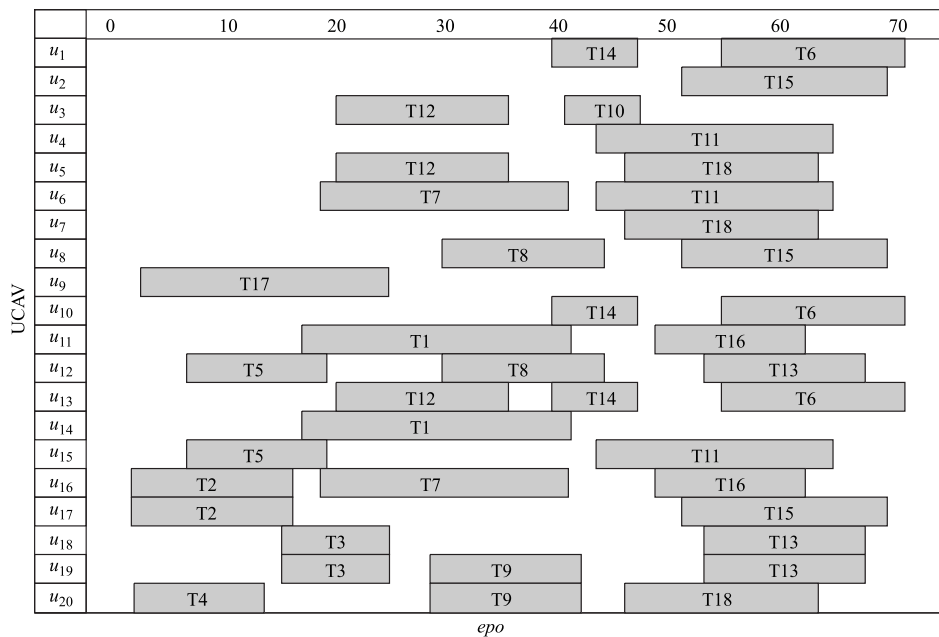 0 10 20 30 40 50 60 70
u1 T14 T6
u2 T15
u3 T12 T10
u4 T11
u5 T12 T18
u6 T7 T11
u7 T18
u8 T8 T15
u9 T17
u10 T14 T6
u11 T1 T16
u12 T5 T8 T13
u13 T12 T14 T6
u14 T1
u15 T5 T11
u16 T2 T7 T16
u17 T2 T15
u18 T3 T13
u19 T3 T9 T13
u20 T4 T9 T18
UCAV
epo